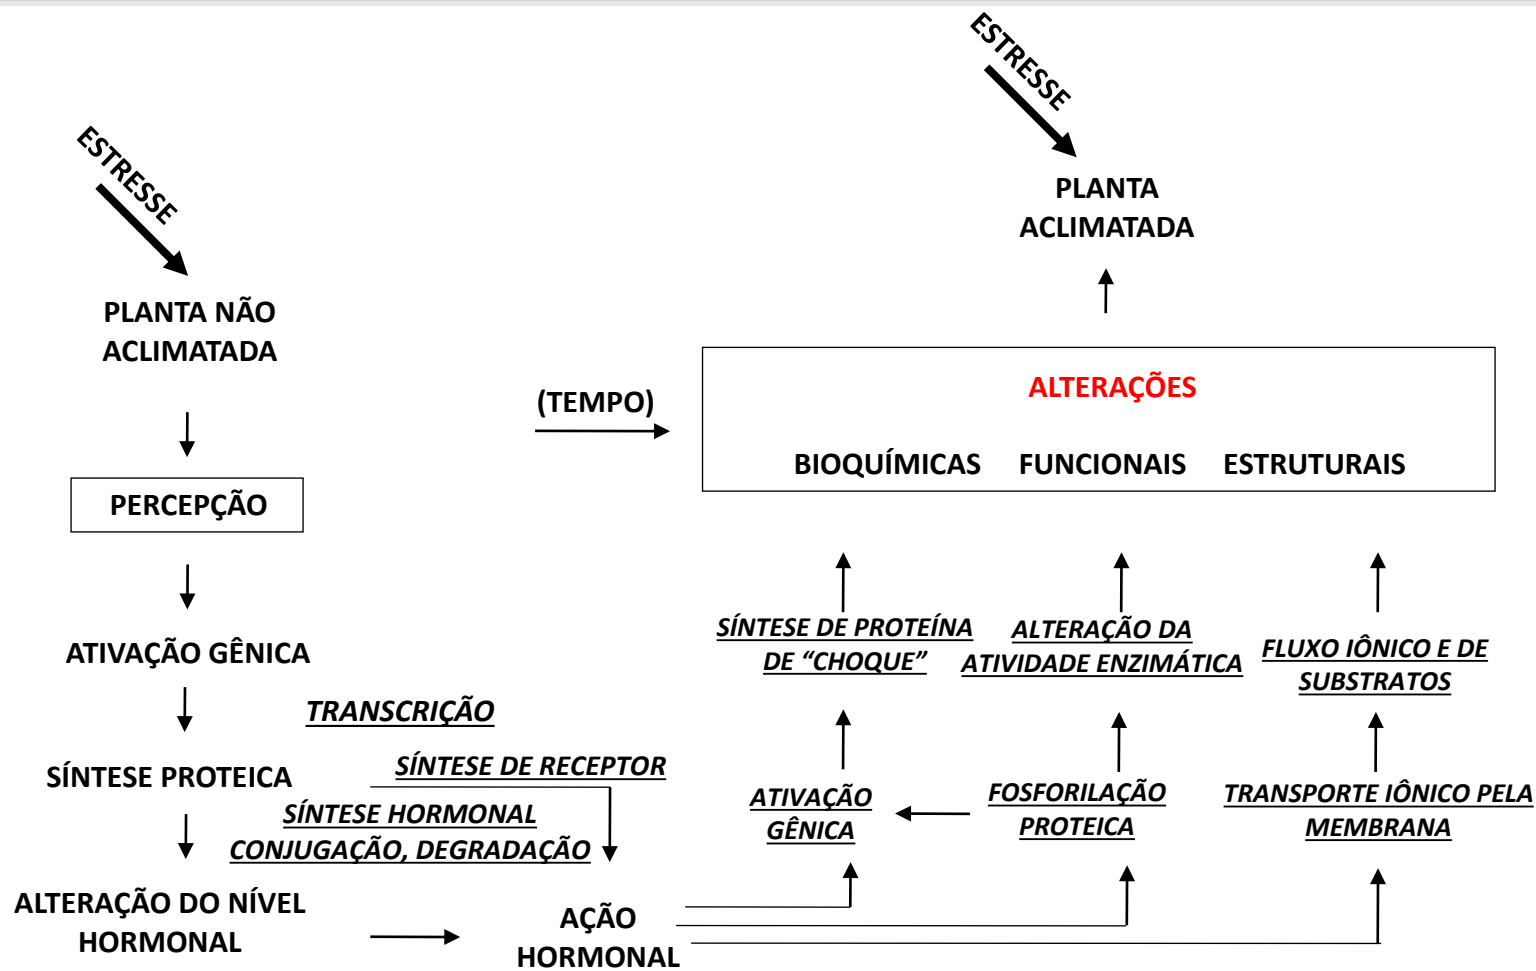 ESTRESSE
PLANTA NÃO
ACLIMATADA
PERCEPÇÃO
ATIVAÇÃO GÊNICA
TRANSCRIÇÃO
SÍNTESE PROTEICA
SÍNTESE DE RECEPTOR
SÍNTESE HORMONAL
CONJUGAÇÃO, DEGRADAÇÃO
ALTERAÇÃO DO NÍVEL
HORMONAL
AÇÃO
HORMONAL
(TEMPO)
ESTRESSE
PLANTA
ACLIMATADA
ALTERAÇÕES
BIOQUÍMICAS FUNCIONAIS ESTRUTURAIS
SÍNTESE DE PROTEÍNA
DE “CHOQUE”
ALTERAÇÃO DA
ATIVIDADE ENZIMÁTICA
FLUXO IÔNICO E DE
SUBSTRATOS
ATIVAÇÃO
GÊNICA
FOSFORILAÇÃO
PROTEICA
TRANSPORTE IÔNICO PELA
MEMBRANA